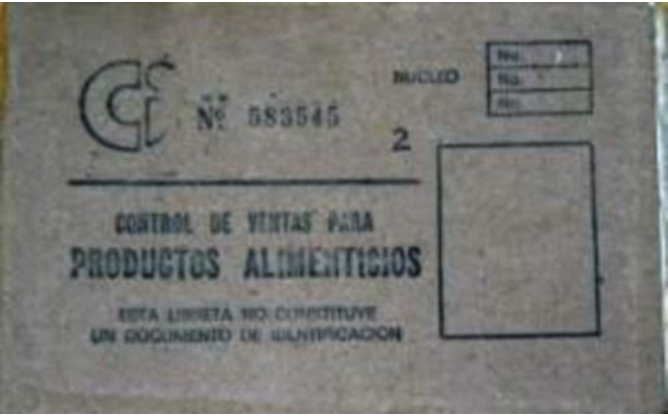 Nº 583545
NUCLEO
No.
No.
No.
2
CONTROL DE VENTAS PARA
PRODUCTOS ALIMENTICIOS
ESTA LIBRETA NO CONSTITUYE
UN DOCUMENTO DE IDENTIFICACION